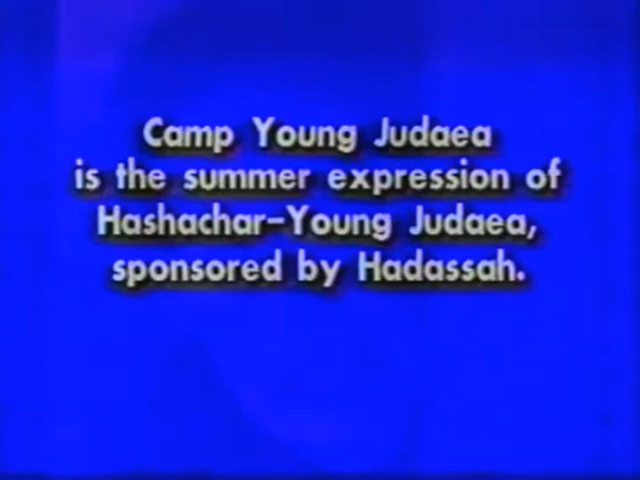 Camp Young Judaea
is the summer expression of
Hashachar-Young Judaea,
sponsored by Hadassah.